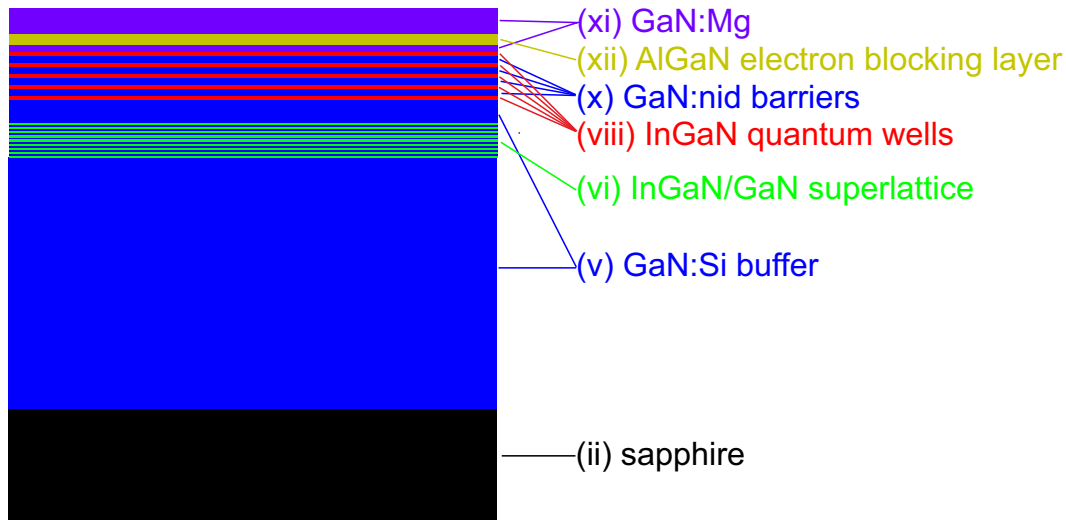 (xi) GaN:Mg
(xii) AlGaN electron blocking layer
(x) GaN:nid barriers
(viii) InGaN quantum wells
(vi) InGaN/GaN superlattice
(v) GaN:Si buffer
(ii) sapphire